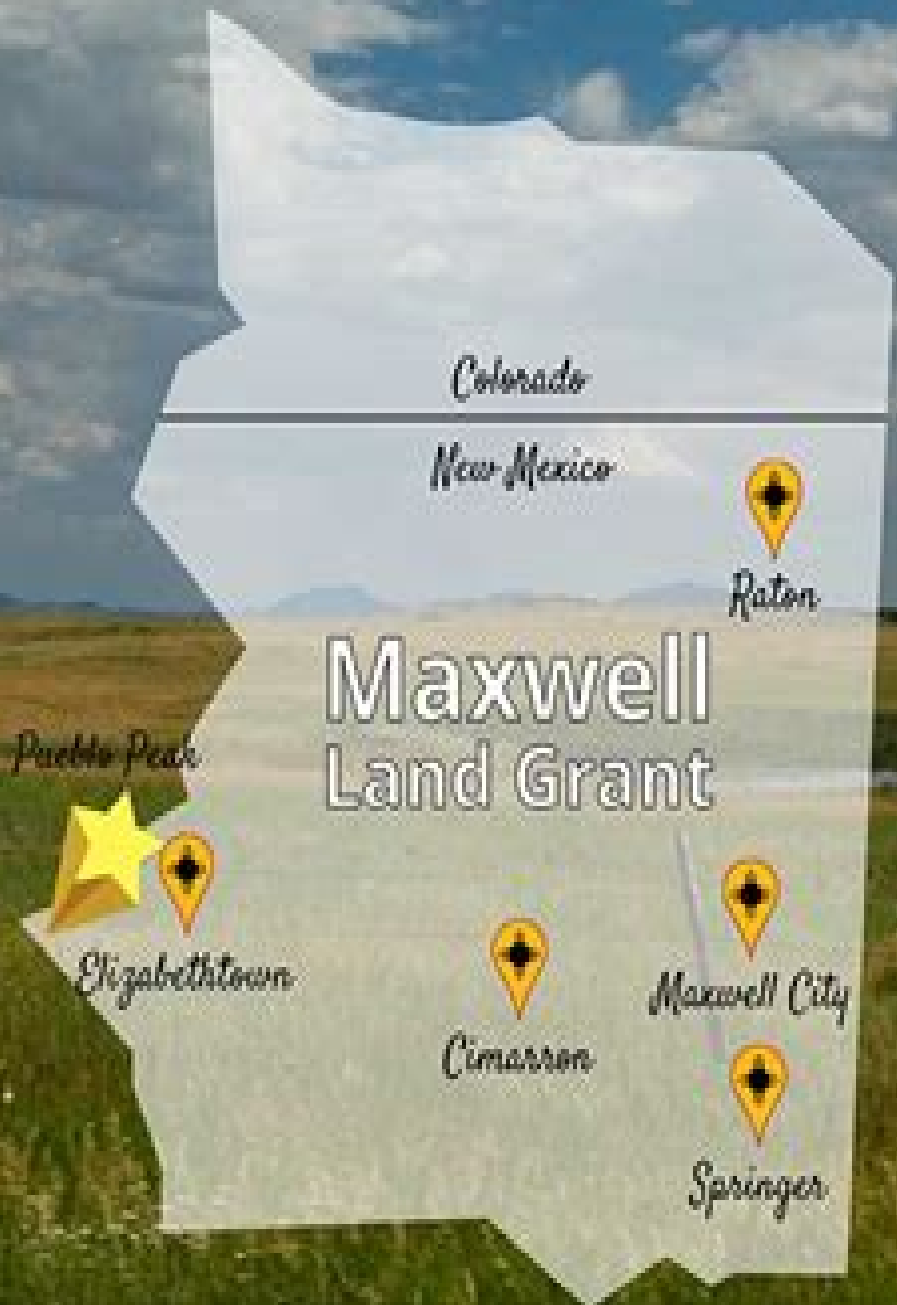 Colorado
New Mexico
Raton
Maxwell
Land Grant
Pueblo Peak
Elizabethtown
Maxwell City
Cimarron
Springer